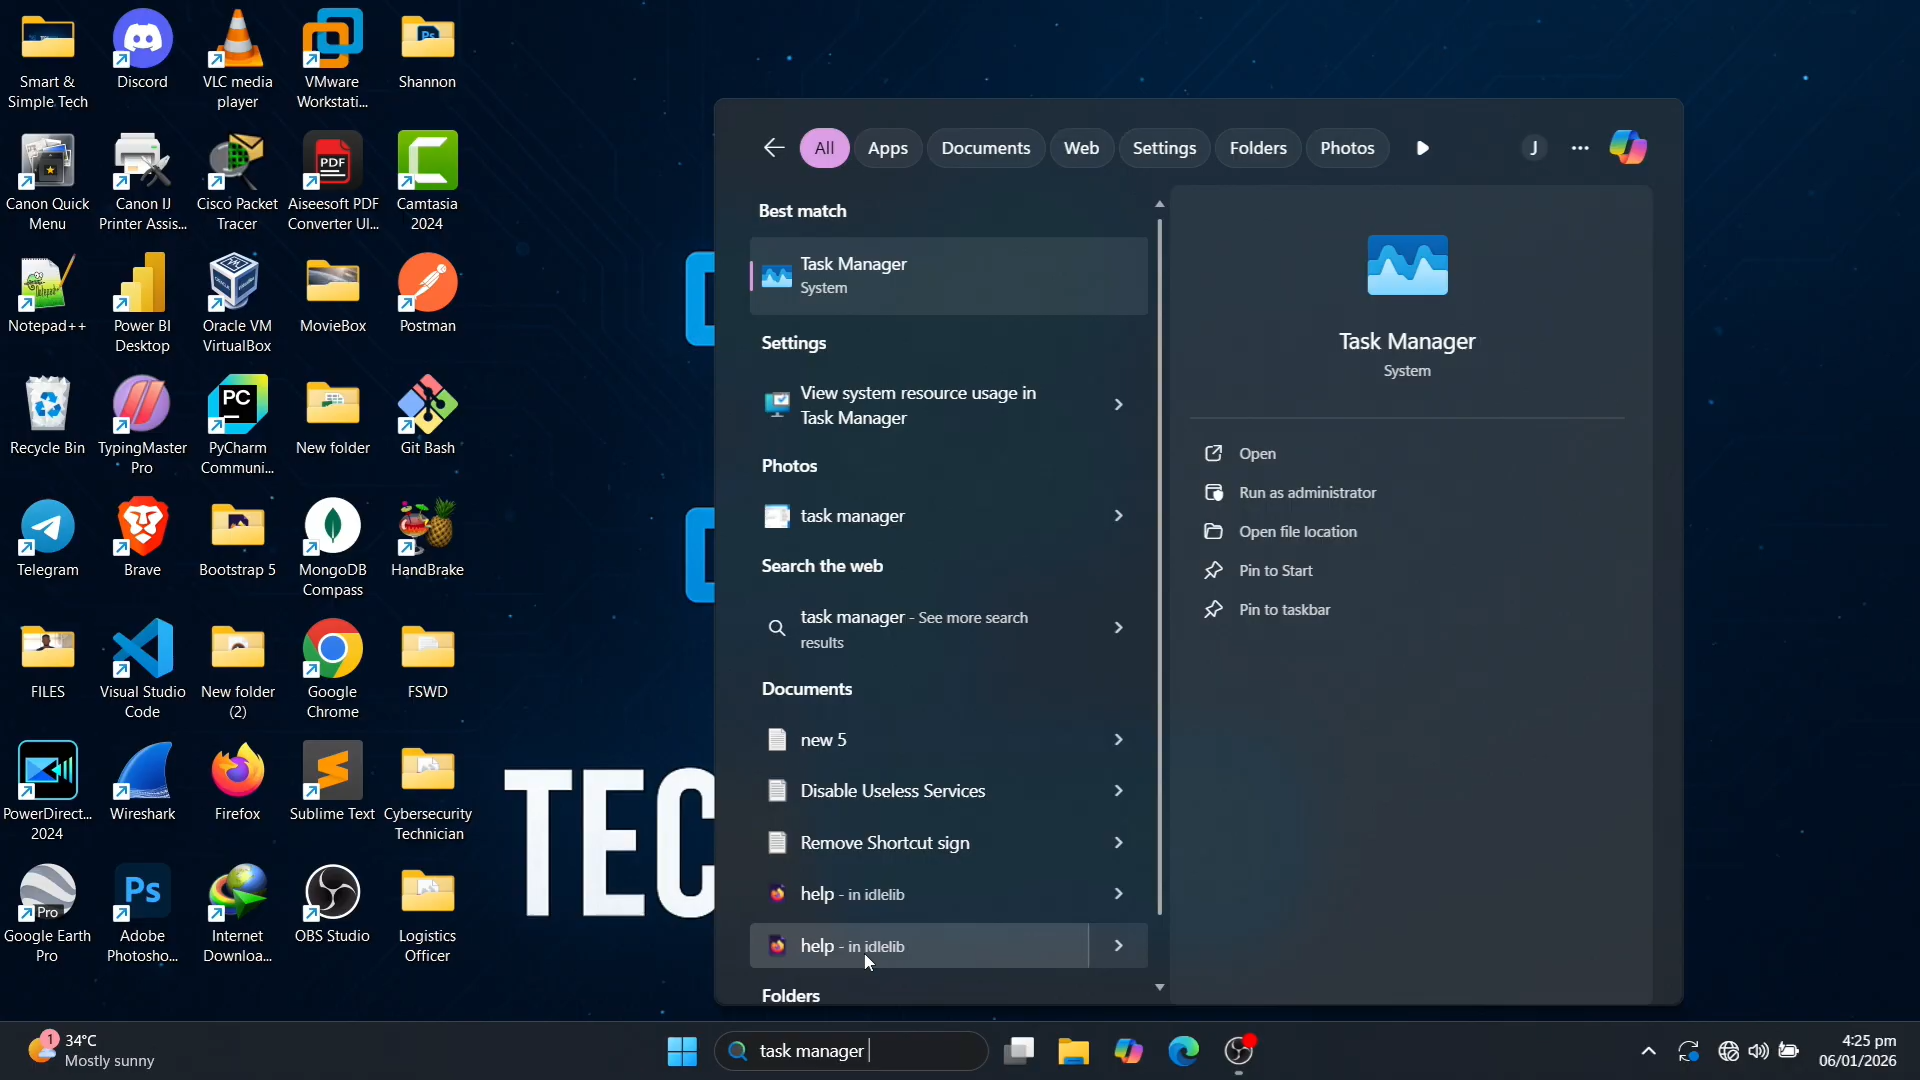 Smart &
Simple Tech
Discord
VLC media
player
VMware
Workstati...
Shannon
Canon Quick
Menu
Canon IJ
Printer Assis...
Cisco Packet
Tracer
Aiseesoft PDF
Converter Ul...
Camtasia
2024
Notepad++
Power BI
Desktop
Oracle VM
VirtualBox
MovieBox
Postman
Recycle Bin
TypingMaster
Pro
PyCharm
Communi...
New folder
Git Bash
Telegram
Brave
Bootstrap 5
MongoDB
Compass
HandBrake
FILES
Visual Studio
Code
New folder
(2)
Google
Chrome
FSWD
PowerDirect...
2024
Wireshark
Firefox
Sublime Text
Cybersecurity
Technician
Google Earth
Pro
Adobe
Photosho...
Internet
Downloa...
OBS Studio
Logistics
Officer
PDF
Ps
PC
Pro
Ps
TEC
All
Apps
Documents
Web
Settings
Folders
Photos
J
Best match
Task Manager
System
Settings
View system resource usage in
Task Manager
Photos
task manager
Search the web
task manager - See more search
results
Documents
new 5
Disable Useless Services
Remove Shortcut sign
help - in idlelib
help - in idlelib
Folders
Task Manager
System
Open
Run as administrator
Open file location
Pin to Start
Pin to taskbar
1
34°C
Mostly sunny
task manager
4:25 pm
06/01/2026